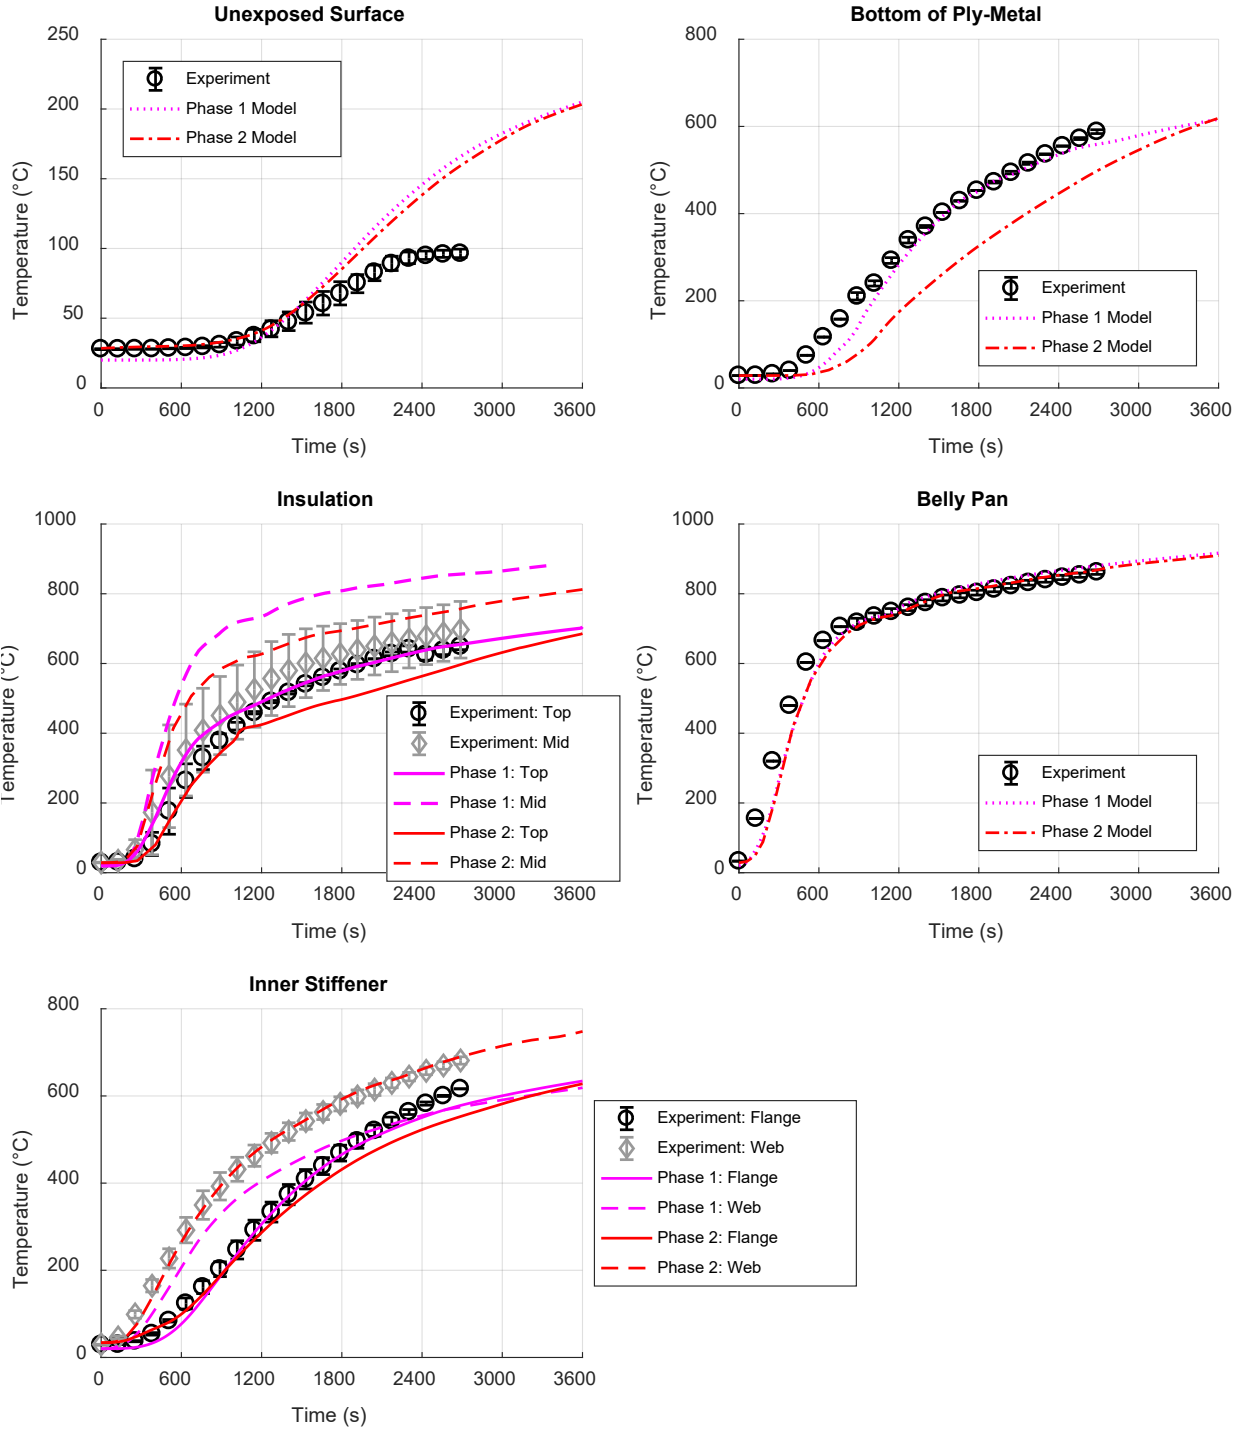 Unexposed Surface
250
200
150
100
50
0
Temperature (°C)
Experiment
Phase 1 Model
Phase 2 Model
0 600 1200 1800 2400 3000 3600
Time (s)
Bottom of Ply-Metal
800
600
400
200
0
Temperature (°C)
Experiment
Phase 1 Model
Phase 2 Model
0 600 1200 1800 2400 3000 3600
Time (s)
Insulation
1000
800
600
400
200
0
Temperature (°C)
Experiment: Top
Experiment: Mid
Phase 1: Top
Phase 1: Mid
Phase 2: Top
Phase 2: Mid
0 600 1200 1800 2400 3000 3600
Time (s)
Belly Pan
1000
800
600
400
200
0
Temperature (°C)
Experiment
Phase 1 Model
Phase 2 Model
0 600 1200 1800 2400 3000 3600
Time (s)
Inner Stiffener
800
600
400
200
0
Temperature (°C)
Experiment: Flange
Experiment: Web
Phase 1: Flange
Phase 1: Web
Phase 2: Flange
Phase 2: Web
0 600 1200 1800 2400 3000 3600
Time (s)